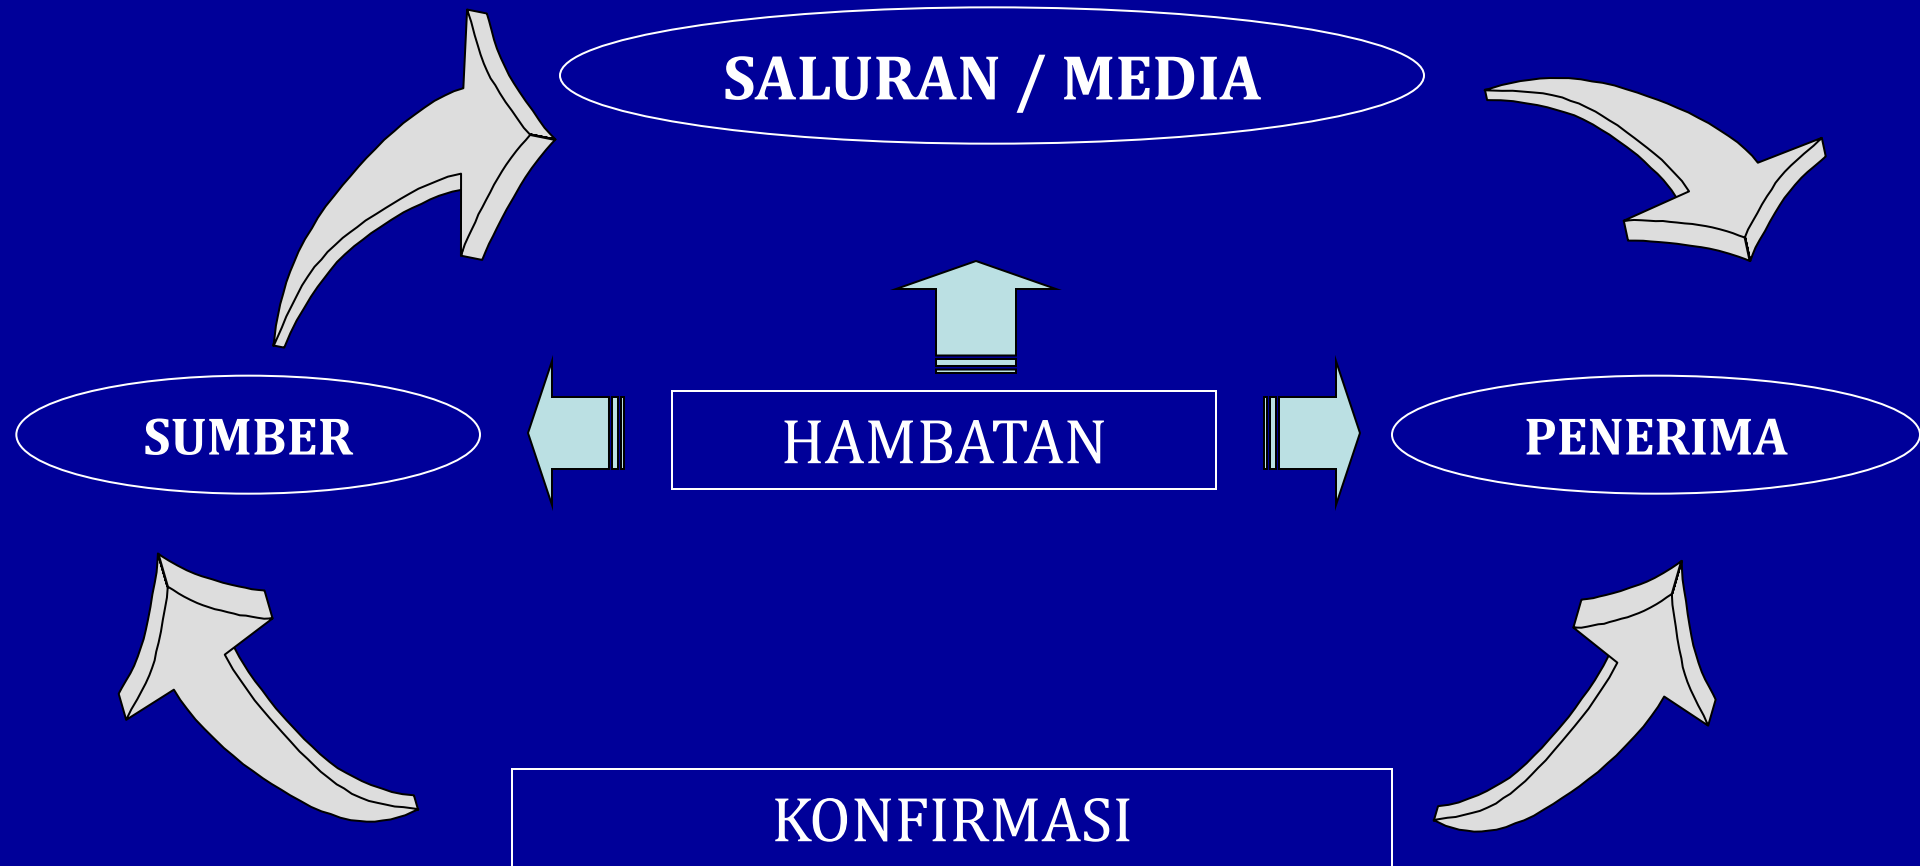 SALURAN / MEDIA
SUMBER
HAMBATAN
PENERIMA
KONFIRMASI